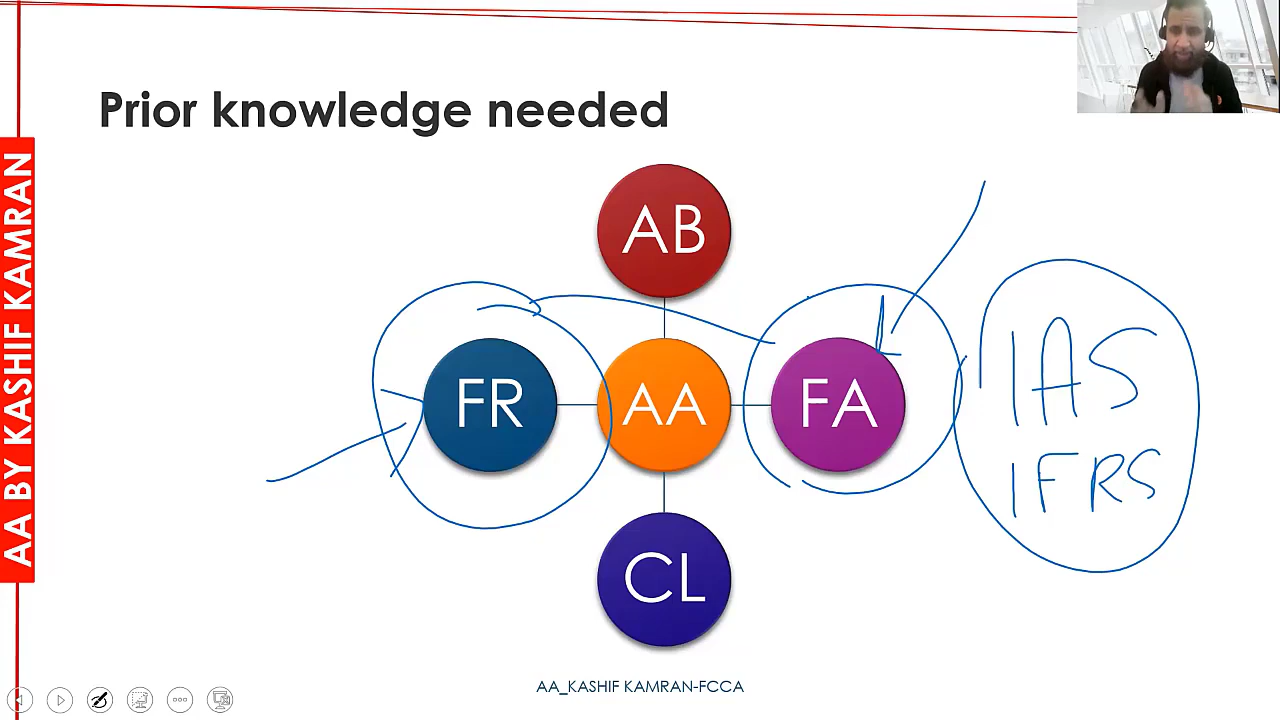 Prior knowledge needed
AA BY KASHIF KAMRAN
AB
FR
AA
FA
CL
IAS
IFRS
AA_KASHIF KAMRAN-FCCA